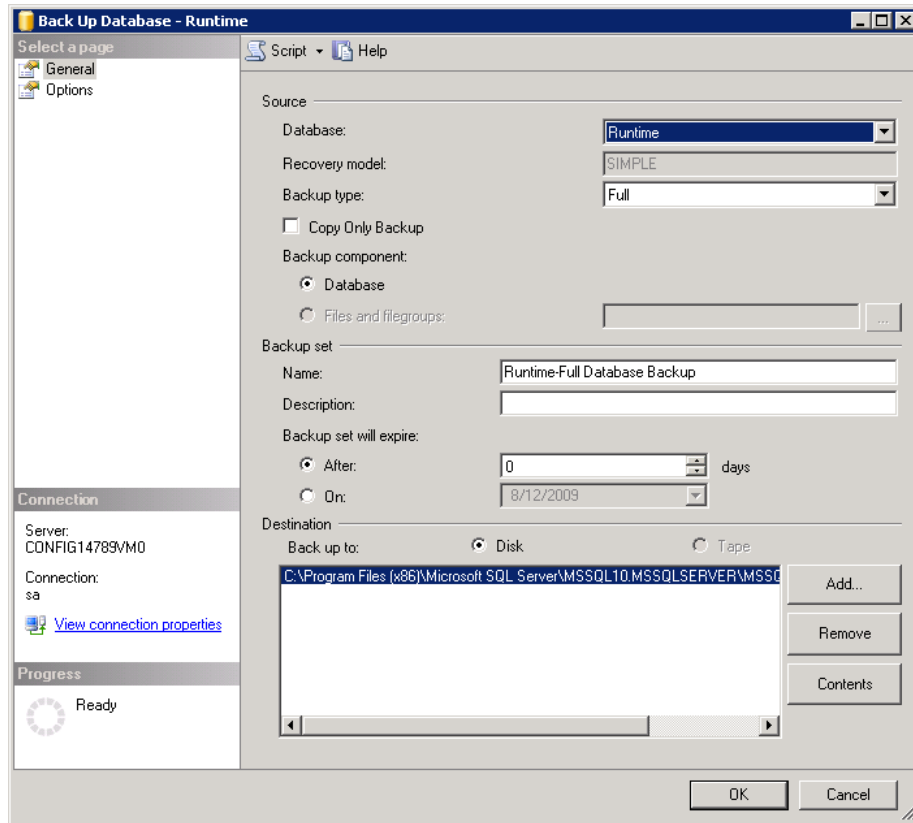 Back Up Database - Runtime
Select a page
General
Options
Script
Help
Source
Database:
Runtime
Recovery model:
SIMPLE
Backup type:
Full
Copy Only Backup
Backup component:
Database
Files and filegroups:
...
Backup set
Name:
Runtime-Full Database Backup
Description:
Backup set will expire:
After:
0
days
On:
8/12/2009
Destination
Back up to:
Disk
Tape
C:\Program Files (x86)\Microsoft SQL Server\MSSQL10.MSSQLSERVER\MSSQ
Add...
Remove
Contents
Connection
Server:
CONFIG14789VM0
Connection:
sa
View connection properties
Progress
Ready
OK
Cancel